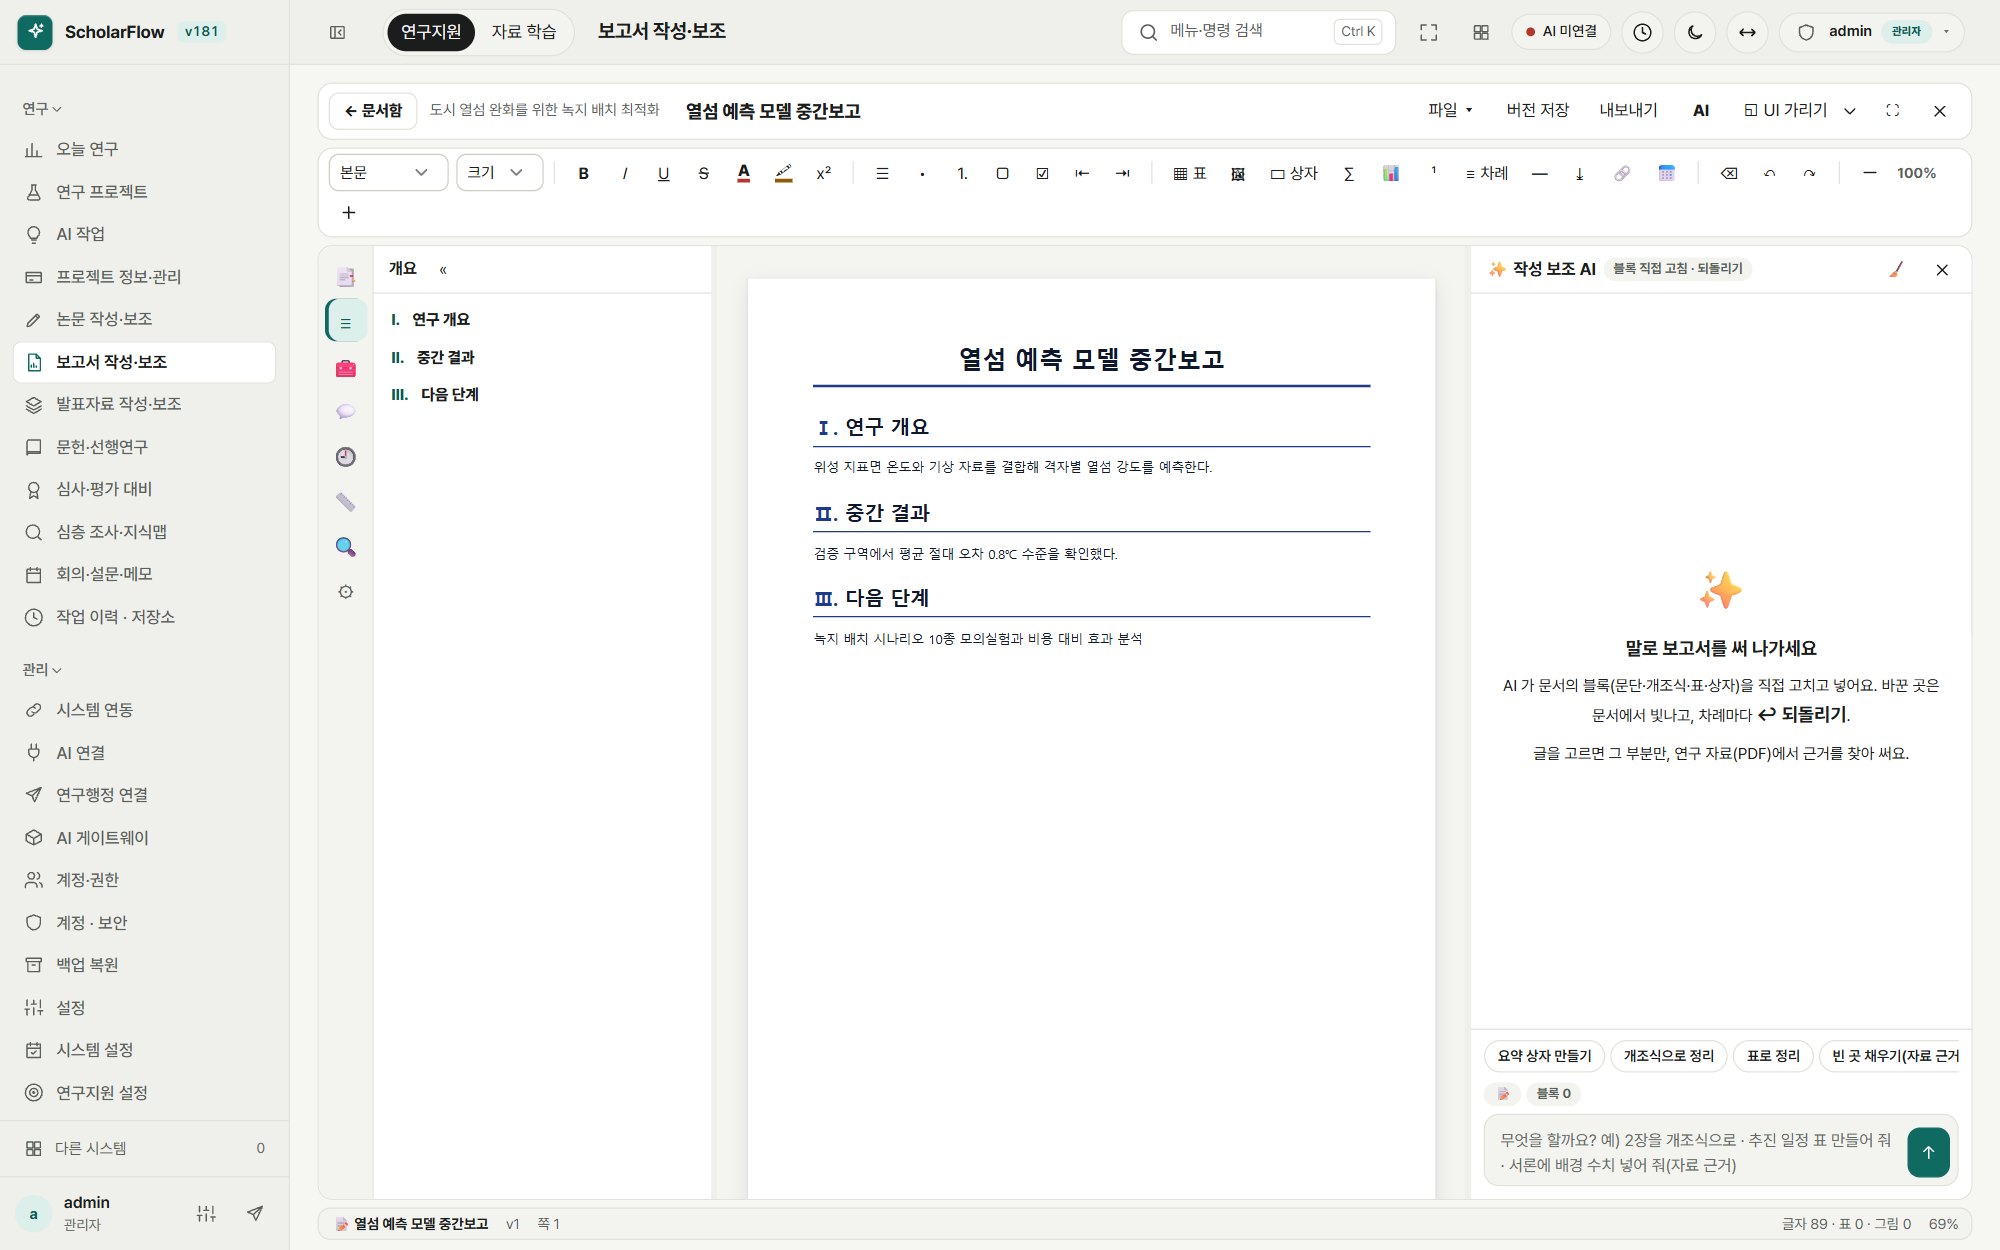 ScholarFlow v181
연구지원 자료 학습 보고서 작성·보조
메뉴·명령 검색 Ctrl K
AI 미연결
admin 관리자
연구
오늘 연구
연구 프로젝트
AI 작업
프로젝트 정보·관리
논문 작성·보조
보고서 작성·보조
발표자료 작성·보조
문헌·선행연구
심사·평가 대비
심층 조사·지식맵
회의·설문·메모
작업 이력 · 저장소
관리
시스템 연동
AI 연결
연구행정 연결
AI 게이트웨이
계정·권한
계정 · 보안
백업 복원
설정
시스템 설정
연구지원 설정
다른 시스템 0
a
admin
관리자
← 문서함 도시 열섬 완화를 위한 녹지 배치 최적화 열섬 예측 모델 중간보고
파일 버전 저장 내보내기 AI UI 가리기
본문 크기 B I U S A x² 1. 표 상자 Σ ¹ 차례 100%
개요 «
I. 연구 개요
II. 중간 결과
III. 다음 단계
열섬 예측 모델 중간보고
Ⅰ. 연구 개요
위성 지표면 온도와 기상 자료를 결합해 격자별 열섬 강도를 예측한다.
Ⅱ. 중간 결과
검증 구역에서 평균 절대 오차 0.8℃ 수준을 확인했다.
Ⅲ. 다음 단계
녹지 배치 시나리오 10종 모의실험과 비용 대비 효과 분석
작성 보조 AI 블록 직접 고침 · 되돌리기
말로 보고서를 써 나가세요
AI 가 문서의 블록(문단·개조식·표·상자)을 직접 고치고 넣어요. 바꾼 곳은
문서에서 빛나고, 차례마다 ↩ 되돌리기.
글을 고르면 그 부분만, 연구 자료(PDF)에서 근거를 찾아 써요.
요약 상자 만들기 개조식으로 정리 표로 정리 빈 곳 채우기(자료 근거
블록 0
무엇을 할까요? 예) 2장을 개조식으로 · 추진 일정 표 만들어 줘
· 서론에 배경 수치 넣어 줘(자료 근거)
열섬 예측 모델 중간보고 v1 쪽 1
글자 89 · 표 0 · 그림 0 69%